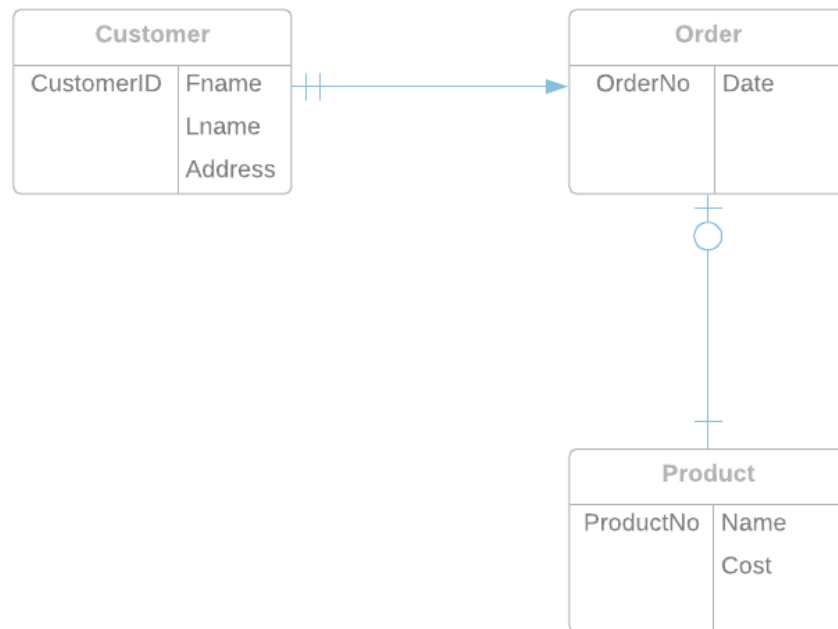 Customer
CustomerID Fname
Lname
Address
Order
OrderNo Date
Product
ProductNo Name
Cost